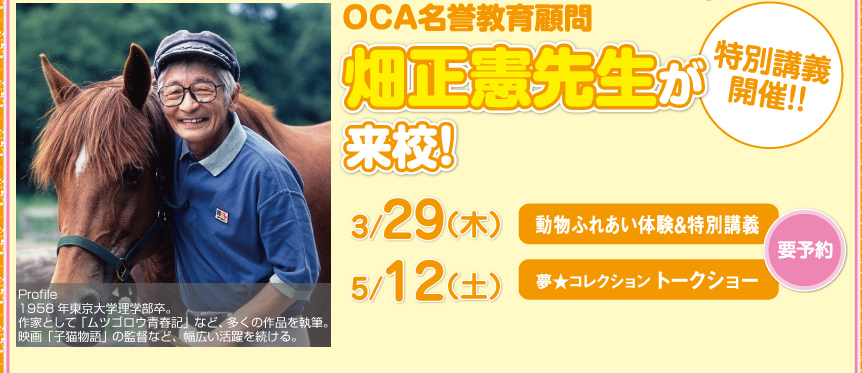 OCA名誉教育顧問
畑正憲先生が
来校!
特別講義
開催!!
3/29(木)
動物ふれあい体験&特別講義
5/12(土)
夢★コレクション トークショー
要予約
Profile
1958年東京大学理学部卒。
作家として「ムツゴロウ青春記」など、多くの作品を執筆。
映画「子猫物語」の監督など、幅広い活躍を続ける。